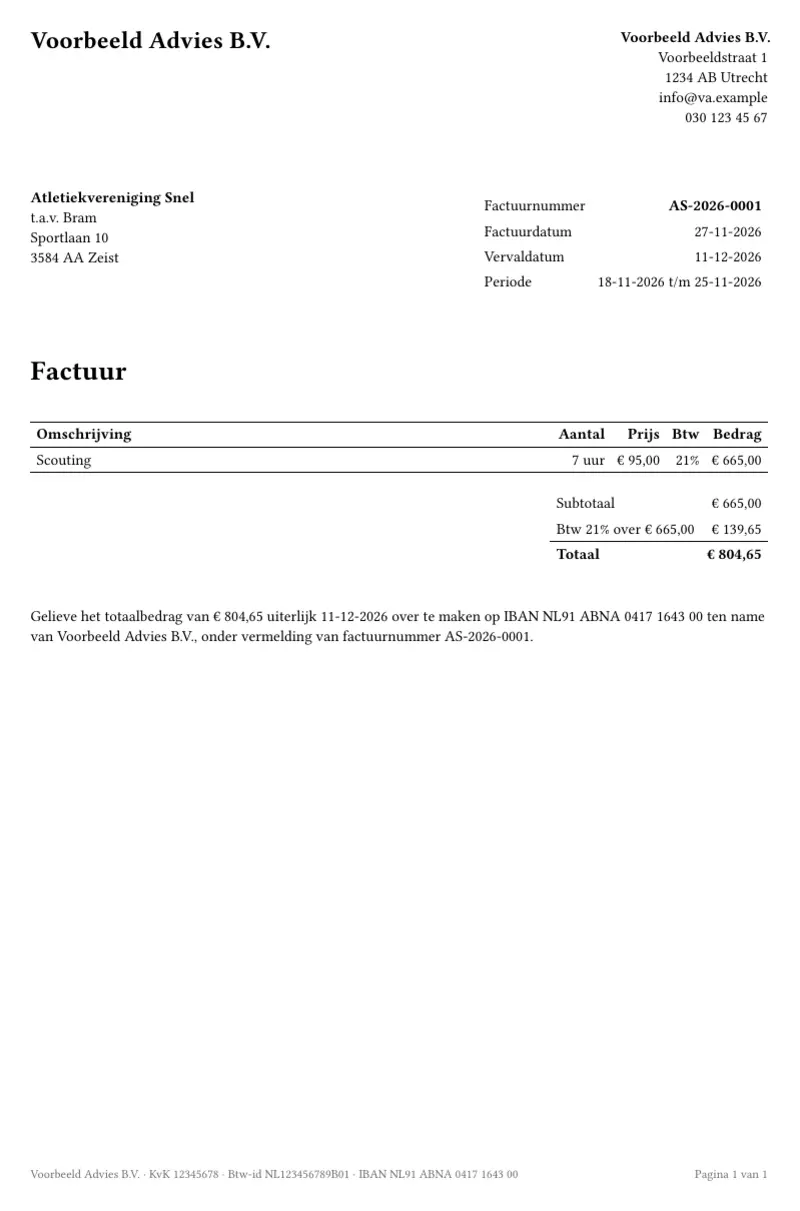 Voorbeeld Advies B.V.
Voorbeeld Advies B.V.
Voorbeeldstraat 1
1234 AB Utrecht
info@va.example
030 123 45 67
Atletiekvereniging Snel
t.a.v. Bram
Sportlaan 10
3584 AA Zeist
Factuurnummer AS-2026-0001
Factuurdatum 27-11-2026
Vervaldatum 11-12-2026
Periode 18-11-2026 t/m 25-11-2026
Factuur
Omschrijving Aantal Prijs Btw Bedrag
Scouting 7 uur € 95,00 21% € 665,00
Subtotaal € 665,00
Btw 21% over € 665,00 € 139,65
Totaal € 804,65
Gelieve het totaalbedrag van € 804,65 uiterlijk 11-12-2026 over te maken op IBAN NL91 ABNA 0417 1643 00 ten name
van Voorbeeld Advies B.V., onder vermelding van factuurnummer AS-2026-0001.
Voorbeeld Advies B.V. · KvK 12345678 · Btw-id NL123456789B01 · IBAN NL91 ABNA 0417 1643 00 Pagina 1 van 1